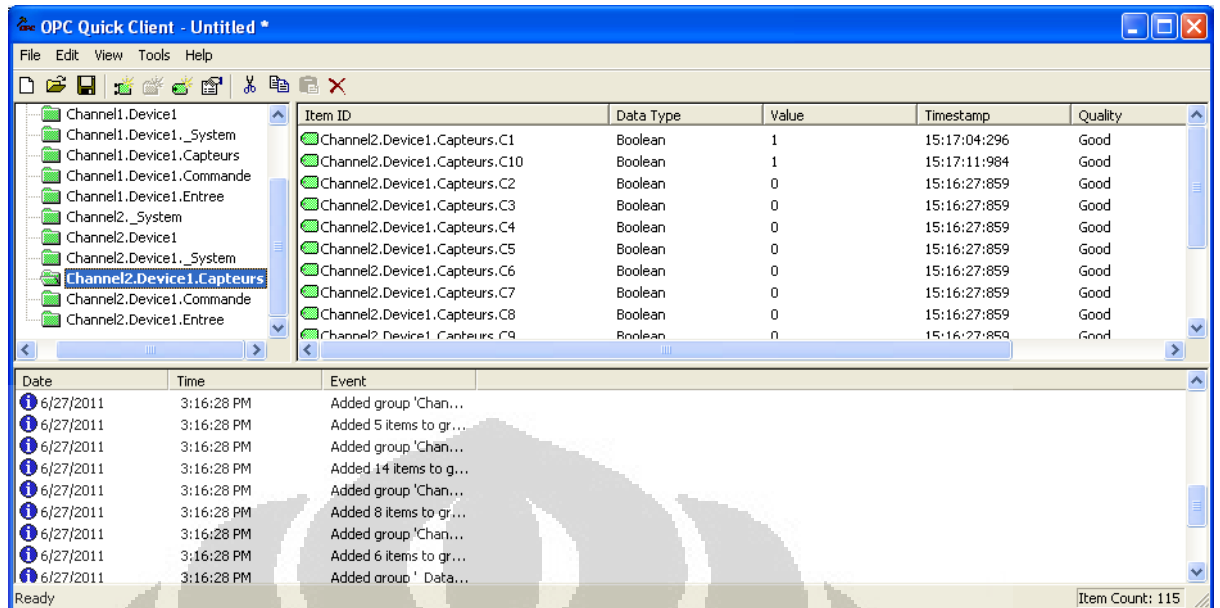 OPC Quick Client - Untitled *
File Edit View Tools Help
Channel1.Device1
Channel1.Device1._System
Channel1.Device1.Capteurs
Channel1.Device1.Commande
Channel1.Device1.Entree
Channel2._System
Channel2.Device1
Channel2.Device1._System
Channel2.Device1.Capteurs
Channel2.Device1.Commande
Channel2.Device1.Entree
Item ID Data Type Value Timestamp Quality
Channel2.Device1.Capteurs.C1 Boolean 1 15:17:04:296 Good
Channel2.Device1.Capteurs.C10 Boolean 1 15:17:11:984 Good
Channel2.Device1.Capteurs.C2 Boolean 0 15:16:27:859 Good
Channel2.Device1.Capteurs.C3 Boolean 0 15:16:27:859 Good
Channel2.Device1.Capteurs.C4 Boolean 0 15:16:27:859 Good
Channel2.Device1.Capteurs.C5 Boolean 0 15:16:27:859 Good
Channel2.Device1.Capteurs.C6 Boolean 0 15:16:27:859 Good
Channel2.Device1.Capteurs.C7 Boolean 0 15:16:27:859 Good
Channel2.Device1.Capteurs.C8 Boolean 0 15:16:27:859 Good
Channel2.Device1.Capteurs.C9 Boolean 0 15:16:27:859 Good
Date Time Event
6/27/2011 3:16:28 PM Added group 'Chan...
6/27/2011 3:16:28 PM Added 5 items to gr...
6/27/2011 3:16:28 PM Added group 'Chan...
6/27/2011 3:16:28 PM Added 14 items to g...
6/27/2011 3:16:28 PM Added group 'Chan...
6/27/2011 3:16:28 PM Added 8 items to gr...
6/27/2011 3:16:28 PM Added group 'Chan...
6/27/2011 3:16:28 PM Added 6 items to gr...
6/27/2011 3:16:28 PM Added group '_Data...
Ready Item Count: 115